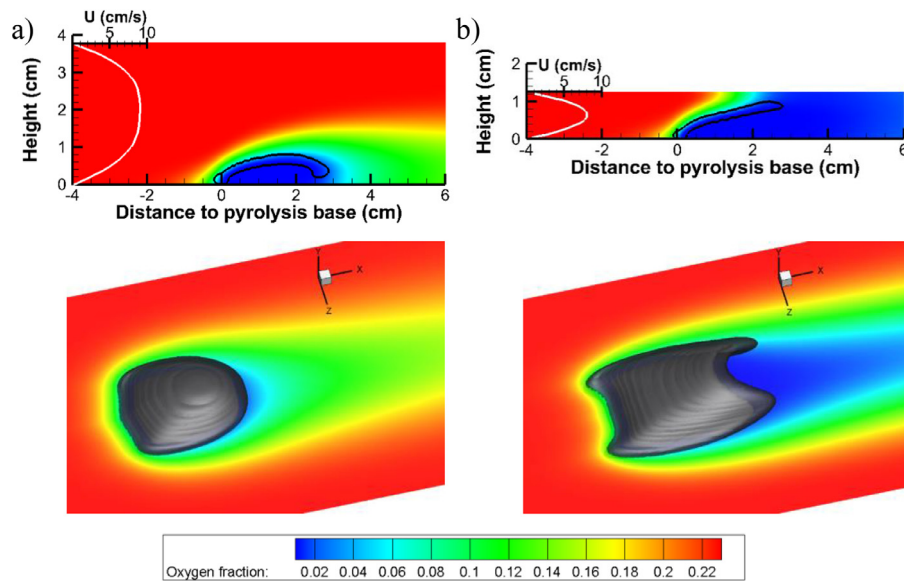 a)
U (cm/s)
5 10
Height (cm)
4
3
2
1
0
-4 -2 0 2 4 6
Distance to pyrolysis base (cm)
b)
U (cm/s)
5 10
Height (cm)
2
1
0
-4 -2 0 2 4 6
Distance to pyrolysis base (cm)
Y
X
Z
Y
X
Z
Oxygen fraction: 0.02 0.04 0.06 0.08 0.1 0.12 0.14 0.16 0.18 0.2 0.22